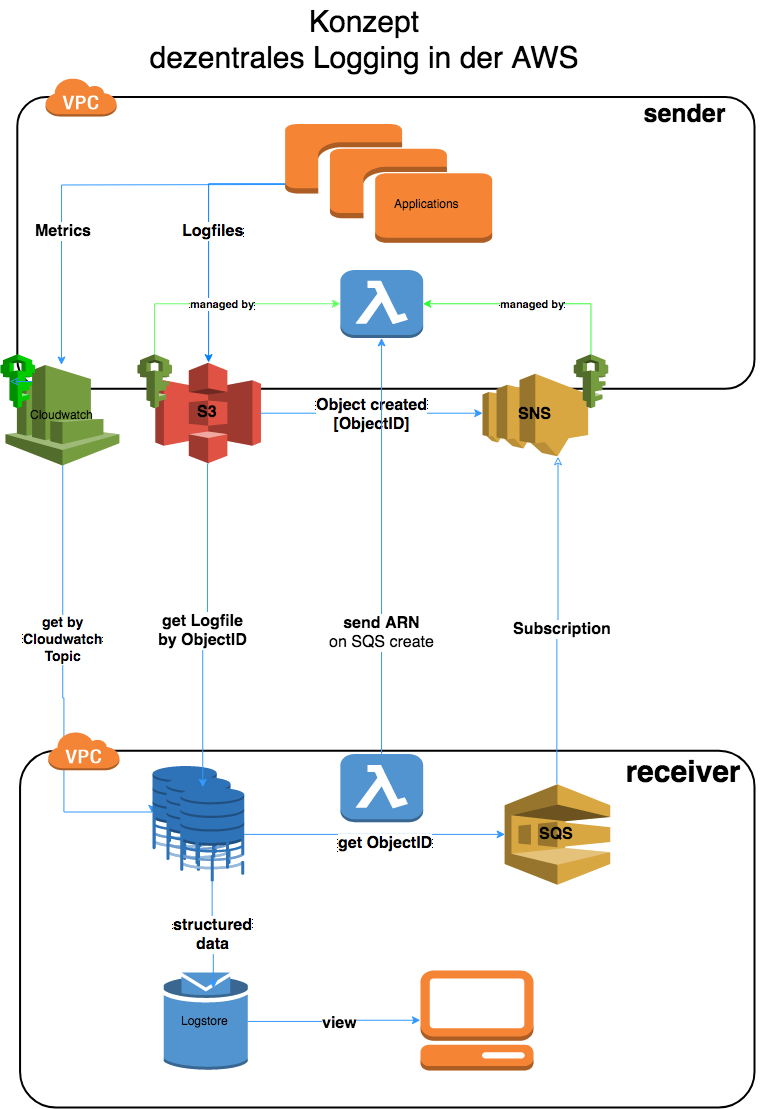 Konzept
dezentrales Logging in der AWS
VPC
sender
Applications
Metrics
Logfiles
managed by
managed by
λ
Cloudwatch
S3
Object created
[ObjectID]
SNS
get by
Cloudwatch
Topic
get Logfile
by ObjectID
send ARN
on SQS create
Subscription
VPC
receiver
λ
get ObjectID
SQS
structured
data
Logstore
view